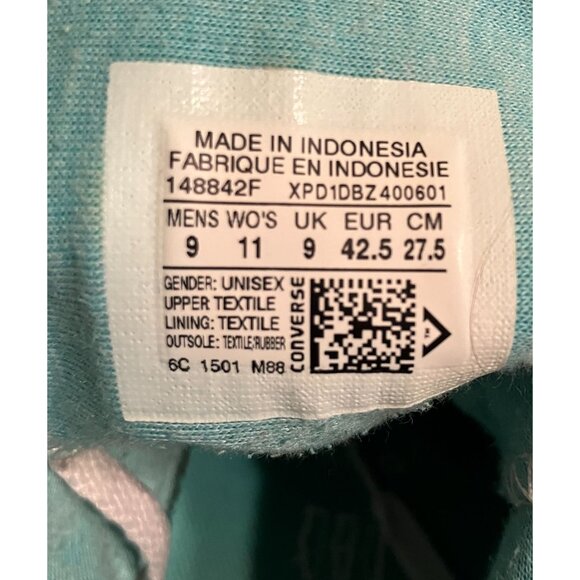 MADE IN INDONESIA
FABRIQUE EN INDONESIE
148842F XPD1DBZ400601
MENS WO'S UK EUR CM
9 11 9 42.5 27.5
GENDER: UNISEX
UPPER TEXTILE
LINING: TEXTILE
OUTSOLE: TEXTILE/RUBBER
6C 1501 M88
CONVERSE